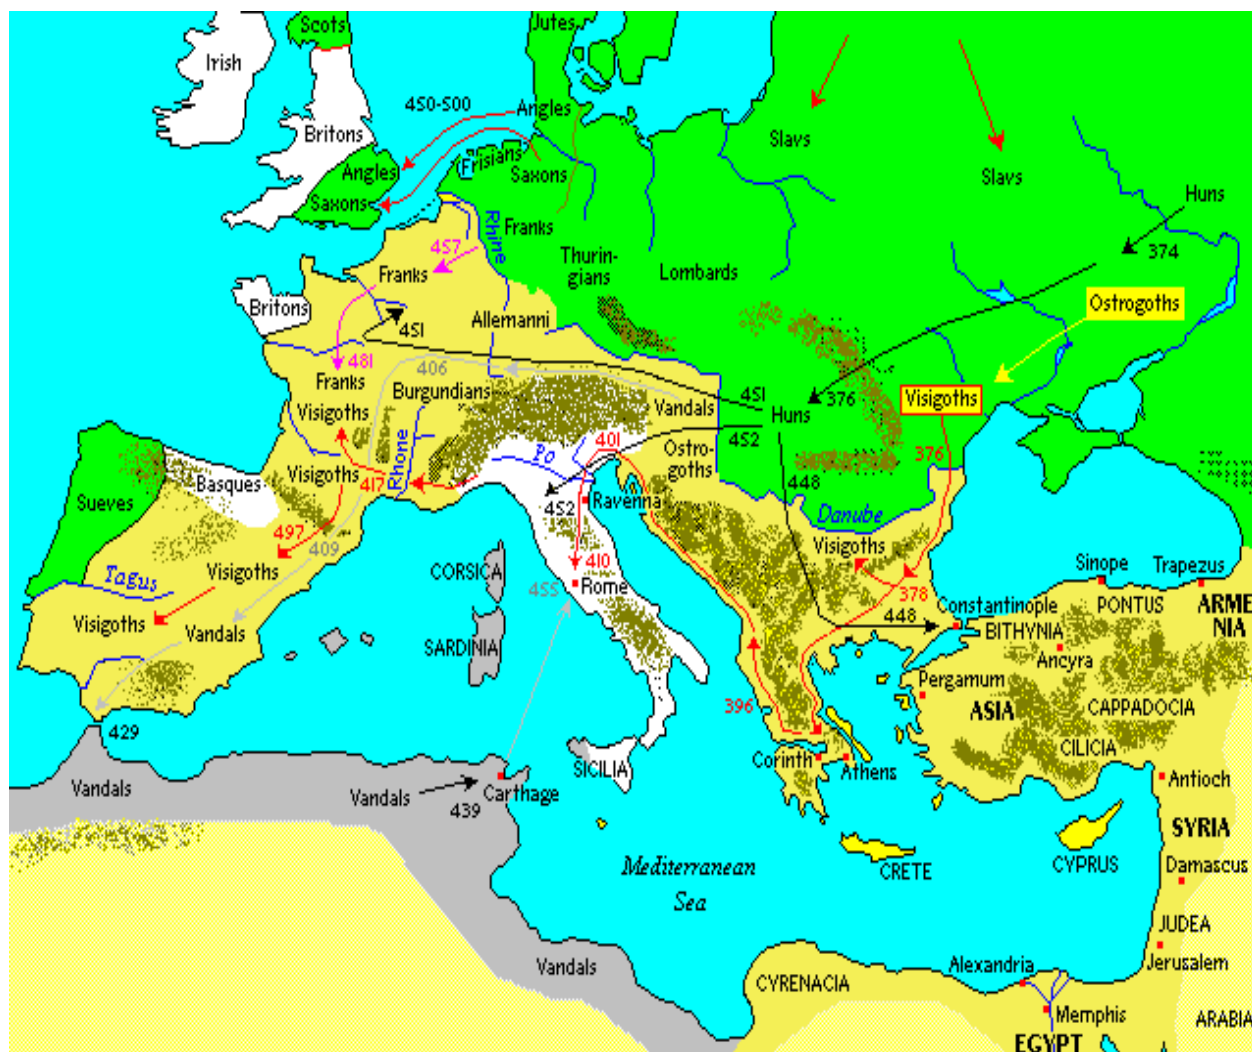 Scots
Jutes
Irish
450-500
Angles
Britons
Slavs
Frisians
Angles
Saxons
Slavs
Saxons
Huns
Franks
Rhine
457
374
Thurin-
gians
Lombards
Franks
Ostrogoths
Britons
Allemanni
451
481
406
Franks
Burgundians
451
376
Visigoths
Visigoths
Vandals
Huns
452
401
Ostro-
goths
376
Po
Rhone
Visigoths
417
448
Basques
Sueves
452
Ravenna
Danube
497
409
Visigoths
410
Visigoths
Tagus
CORSICA
455
Rome
378
Sinope
Trapezus
Constantinople
PONTUS
ARME
NIA
Visigoths
Vandals
SARDINIA
448
BITHYNIA
Ancyra
Pergamum
396
ASIA
CAPPADOCIA
429
CILICIA
Corinth
Athens
SICILIA
Antioch
Vandals
Vandals
439
Carthage
SYRIA
Mediterranean
Sea
CRETE
CYPRUS
Damascus
JUDEA
Vandals
Alexandria
Jerusalem
CYRENACIA
Memphis
ARABIA
EGYPT